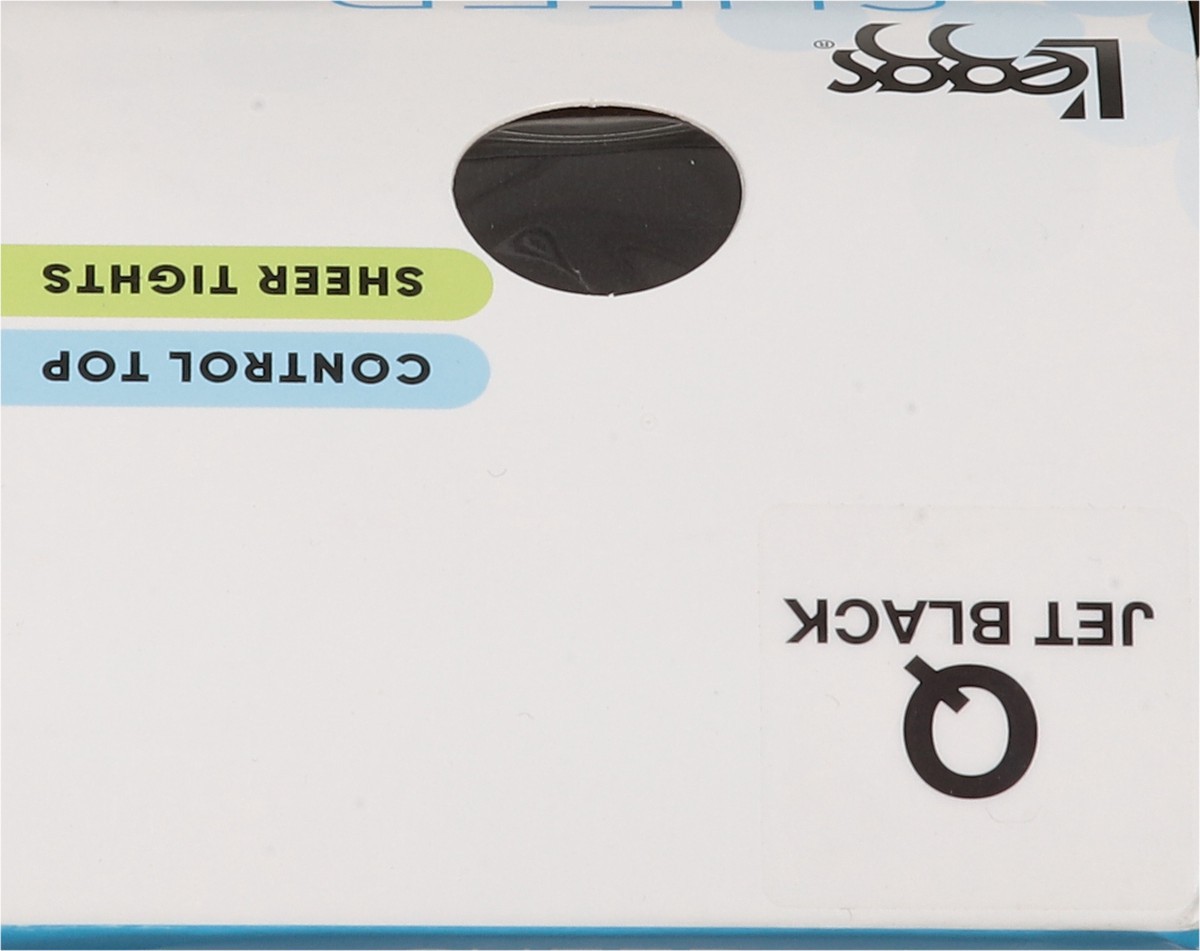 Q
JET BLACK
CONTROL TOP
SHEER TIGHTS
L'eggs®